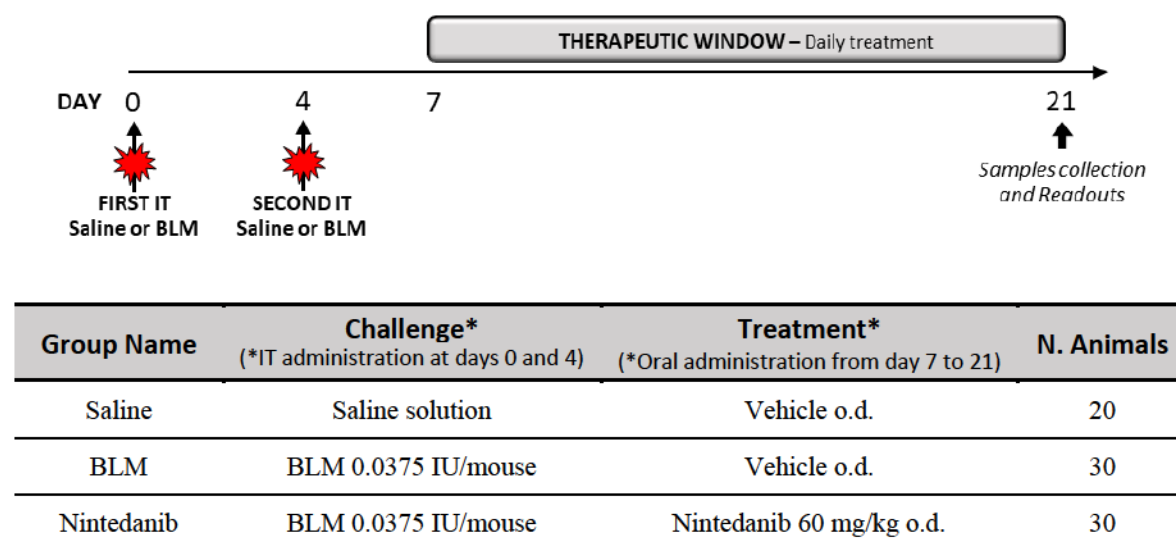 THERAPEUTIC WINDOW – Daily treatment
DAY 0 4 7 21
FIRST IT
Saline or BLM
SECOND IT
Saline or BLM
Samples collection
and Readouts
Group Name Challenge* Treatment* N. Animals
(*IT administration at days 0 and 4) (*Oral administration from day 7 to 21)
Saline Saline solution Vehicle o.d. 20
BLM BLM 0.0375 IU/mouse Vehicle o.d. 30
Nintedanib BLM 0.0375 IU/mouse Nintedanib 60 mg/kg o.d. 30